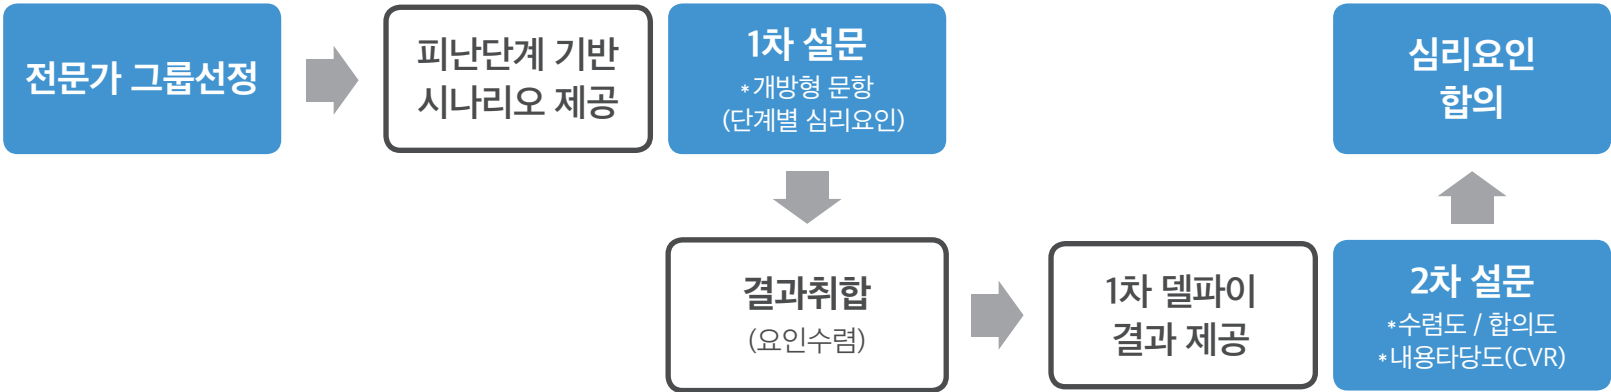 전문가 그룹선정
피난단계 기반
시나리오 제공
1차 설문
*개방형 문항
(단계별 심리요인)
결과취합
(요인수렴)
1차 델파이
결과 제공
2차 설문
*수렴도 / 합의도
*내용타당도(CVR)
심리요인
합의